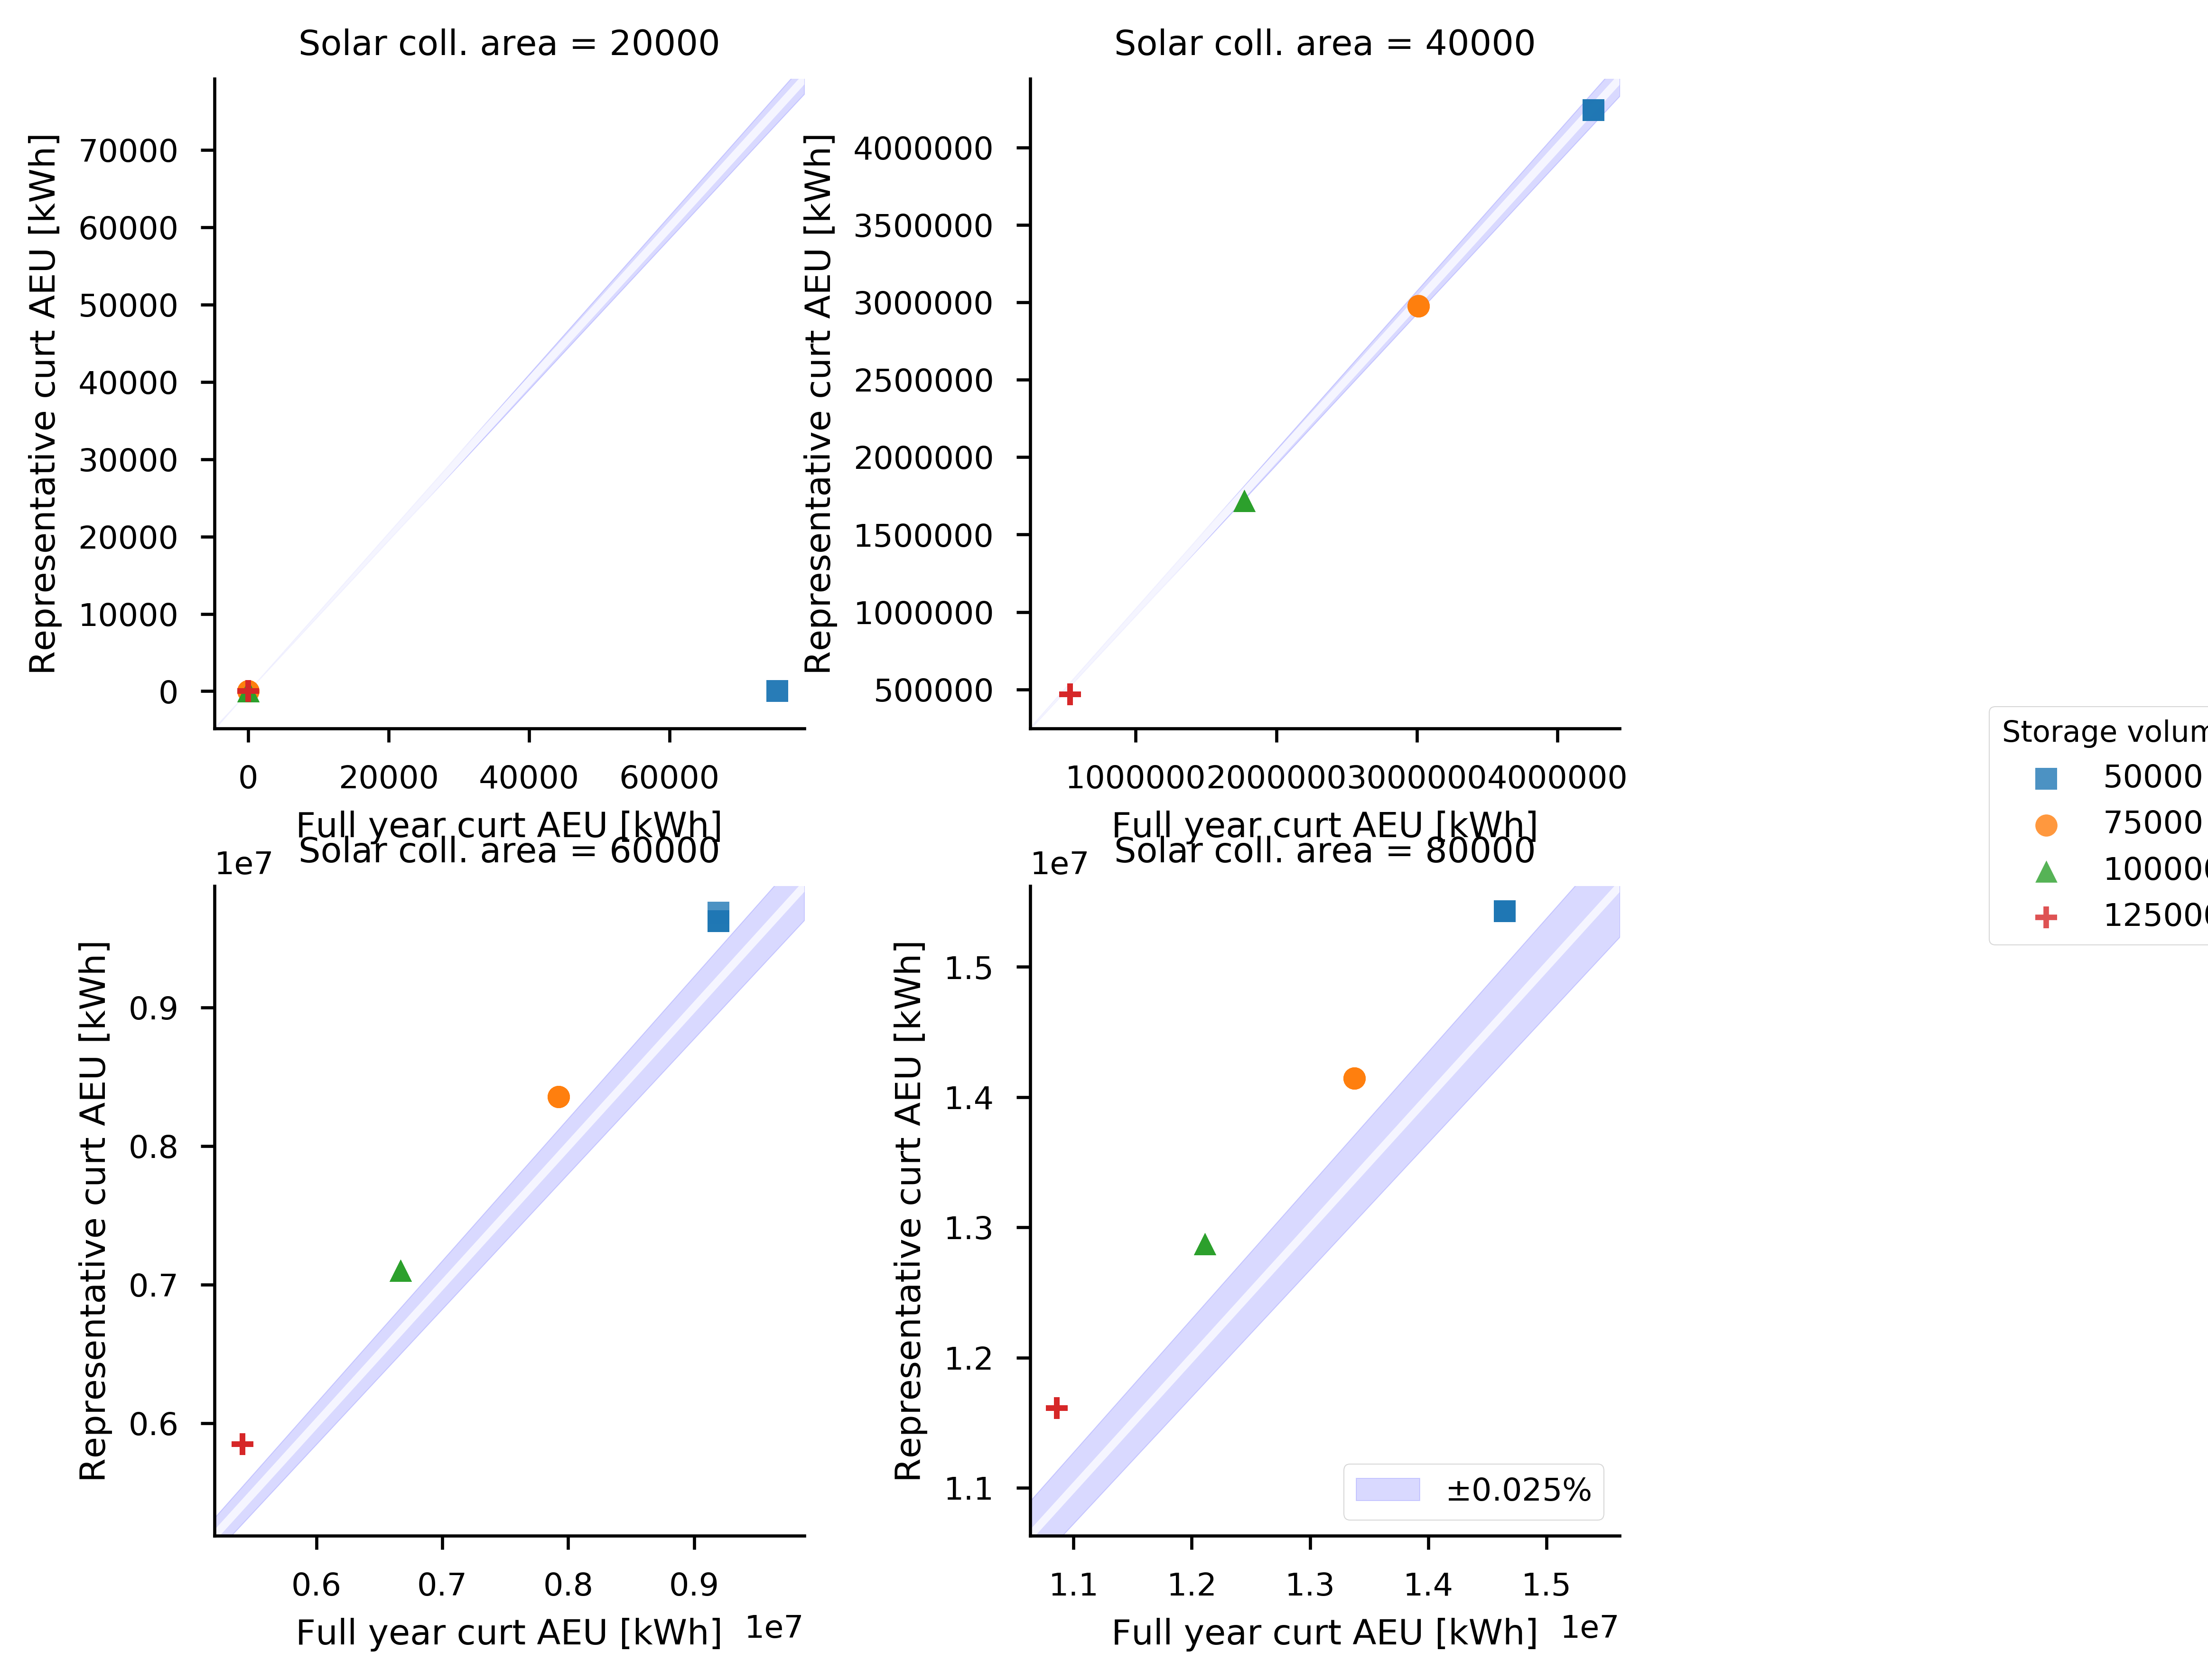 Solar coll. area = 20000
Representative curt AEU [kWh]
70000
60000
50000
40000
30000
20000
10000
0
0 20000 40000 60000
Full year curt AEU [kWh]
Solar coll. area = 40000
Representative curt AEU [kWh]
4000000
3500000
3000000
2500000
2000000
1500000
1000000
500000
1000000 2000000 3000000 4000000
Full year curt AEU [kWh]
Storage volum
50000
75000
100000
125000
Solar coll. area = 60000
1e7
Representative curt AEU [kWh]
0.9
0.8
0.7
0.6
0.6 0.7 0.8 0.9
Full year curt AEU [kWh]
1e7
Solar coll. area = 80000
1e7
Representative curt AEU [kWh]
1.5
1.4
1.3
1.2
1.1
±0.025%
1.1 1.2 1.3 1.4 1.5
Full year curt AEU [kWh]
1e7